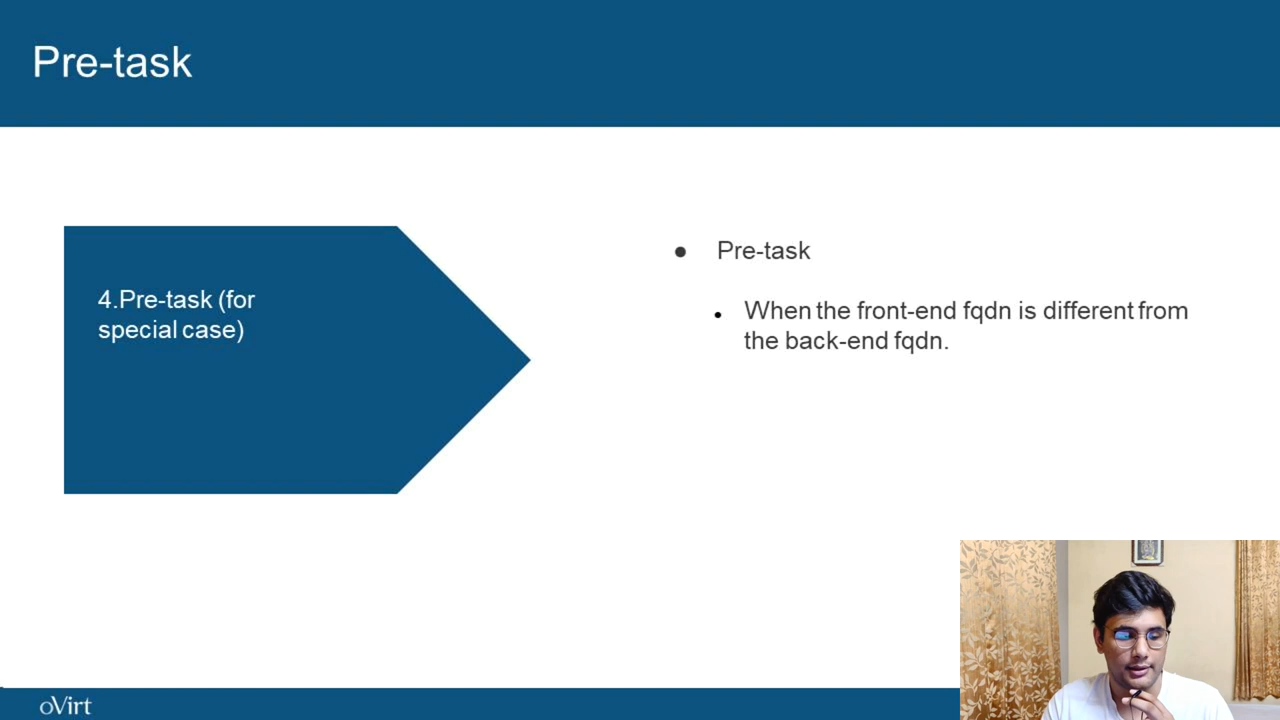 Pre-task
4.Pre-task (for
special case)
● Pre-task
• When the front-end fqdn is different from
the back-end fqdn.
oVirt